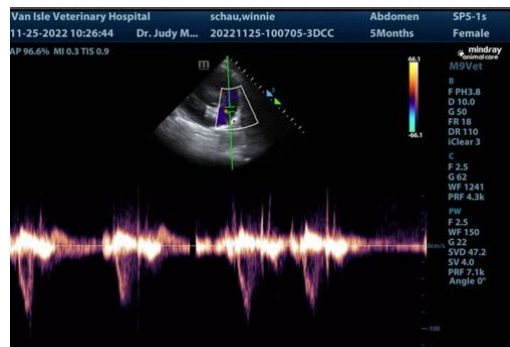 Van Isle Veterinary Hospital schau,winnie Abdomen SP5-1s
11-25-2022 10:26:44 Dr. Judy M... 20221125-100705-3DCC 5Months Female
AP 96.6% MI 0.3 TIS 0.9
mindray
animal care
M9Vet
m
66.1
-66.1
B
F PH3.8
D 10.0
G 50
FR 18
DR 110
iClear 3
C
F 2.5
G 62
WF 1241
PRF 4.3k
PW
F 2.5
WF 150
G 22
SVD 47.2
SV 4.0
PRF 7.1k
Angle 0°
0cm/s
-100